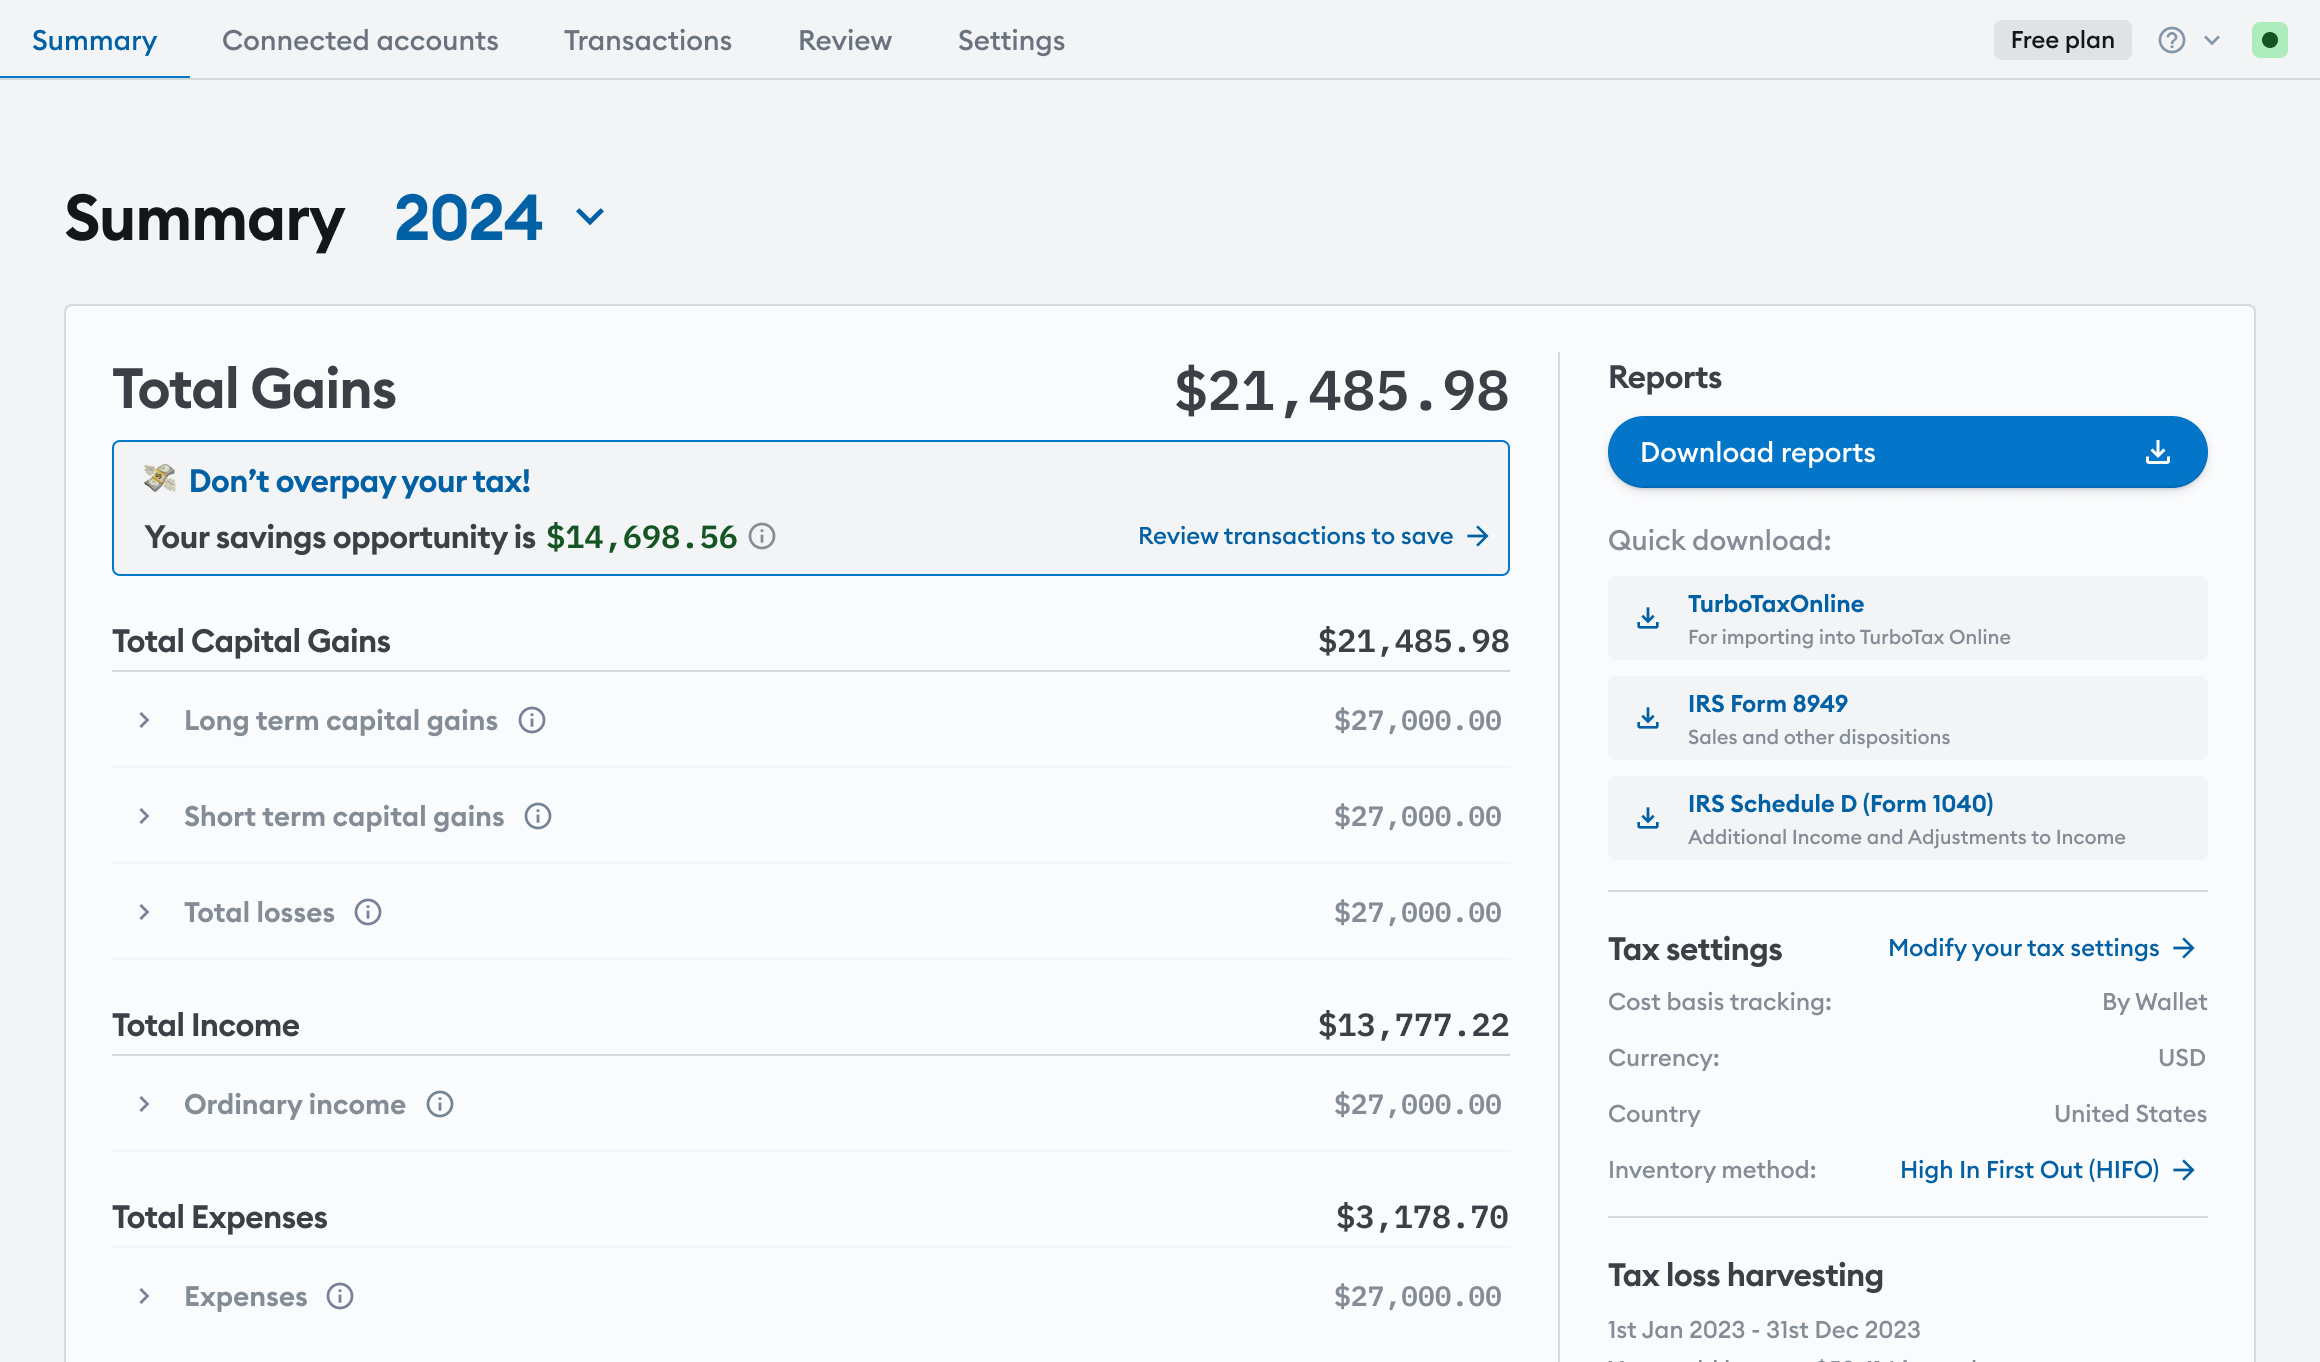 Summary
Connected accounts
Transactions
Review
Settings
Free plan
Summary 2024
Total Gains $21,485.98
💸 Don’t overpay your tax!
Your savings opportunity is $14,698.56
Review transactions to save →
Total Capital Gains $21,485.98
Long term capital gains $27,000.00
Short term capital gains $27,000.00
Total losses $27,000.00
Total Income $13,777.22
Ordinary income $27,000.00
Total Expenses $3,178.70
Expenses $27,000.00
Reports
Download reports
Quick download:
TurboTaxOnline
For importing into TurboTax Online
IRS Form 8949
Sales and other dispositions
IRS Schedule D (Form 1040)
Additional Income and Adjustments to Income
Tax settings
Modify your tax settings →
Cost basis tracking: By Wallet
Currency: USD
Country United States
Inventory method: High In First Out (HIFO) →
Tax loss harvesting
1st Jan 2023 - 31st Dec 2023